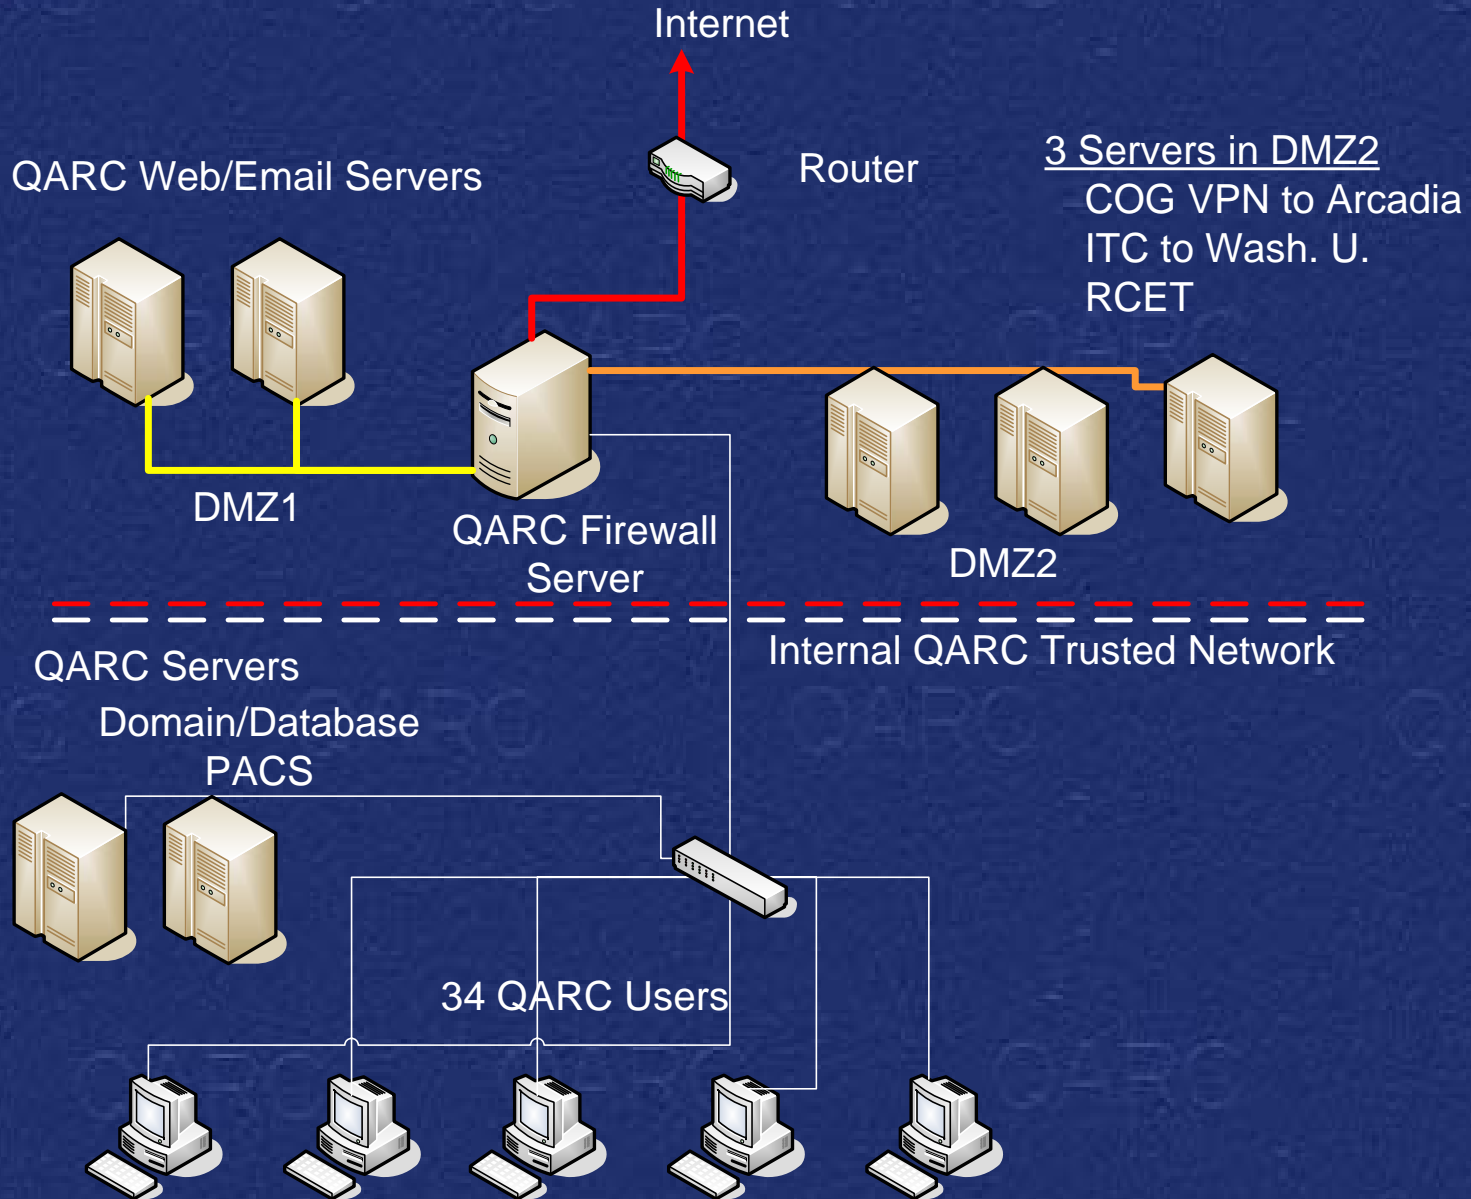 Internet
QARC Web/Email Servers
Router
3 Servers in DMZ2
COG VPN to Arcadia
ITC to Wash. U.
RCET
DMZ1
QARC Firewall
Server
DMZ2
Internal QARC Trusted Network
QARC Servers
Domain/Database
PACS
34 QARC Users